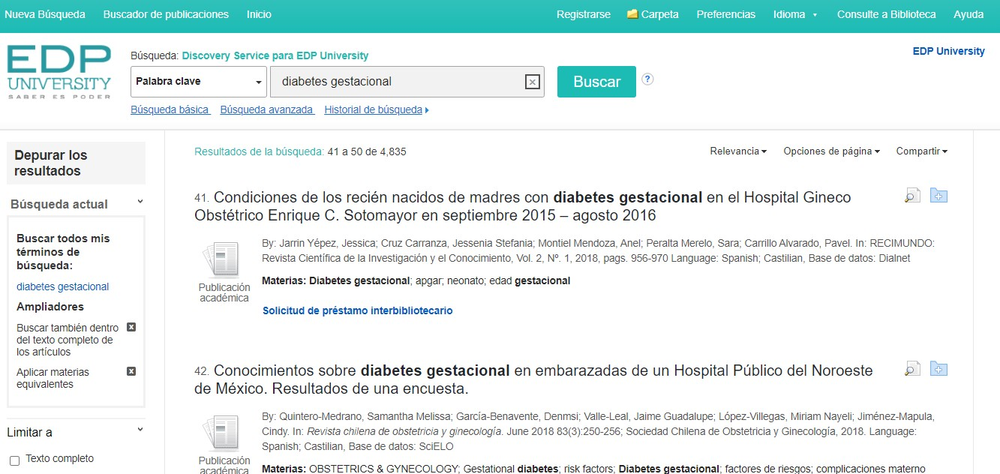 Nueva Búsqueda Buscador de publicaciones Inicio Registrarse Carpeta Preferencias Idioma Consulte a Biblioteca Ayuda
EDP
UNIVERSITY
SABER ES PODER
Búsqueda: Discovery Service para EDP University
EDP University
Palabra clave diabetes gestacional Buscar ?
Búsqueda básica Búsqueda avanzada Historial de búsqueda
Depurar los
resultados
Búsqueda actual
Buscar todos mis
términos de
búsqueda:
diabetes gestacional
Ampliadores
Buscar también dentro
del texto completo de
los artículos
Aplicar materias
equivalentes
Limitar a
Texto completo
Resultados de la búsqueda: 41 a 50 de 4,835
Relevancia Opciones de página Compartir
41. Condiciones de los recién nacidos de madres con diabetes gestacional en el Hospital Gineco
Obstétrico Enrique C. Sotomayor en septiembre 2015 – agosto 2016
Publicación
académica
By: Jarrin Yépez, Jessica; Cruz Carranza, Jessenia Stefania; Montiel Mendoza, Anel; Peralta Merelo, Sara; Carrillo Alvarado, Pavel. In: RECIMUNDO:
Revista Científica de la Investigación y el Conocimiento, Vol. 2, Nº. 1, 2018, pags. 956-970 Language: Spanish; Castilian, Base de datos: Dialnet
Materias: Diabetes gestacional; apgar; neonato; edad gestacional
Solicitud de préstamo interbibliotecario
42. Conocimientos sobre diabetes gestacional en embarazadas de un Hospital Público del Noroeste
de México. Resultados de una encuesta.
Publicación
académica
By: Quintero-Medrano, Samantha Melissa; García-Benavente, Denmsi; Valle-Leal, Jaime Guadalupe; López-Villegas, Miriam Nayeli; Jiménez-Mapula,
Cindy. In: Revista chilena de obstetricia y ginecología. June 2018 83(3):250-256; Sociedad Chilena de Obstetricia y Ginecología, 2018. Language:
Spanish; Castilian, Base de datos: SciELO
Materias: OBSTETRICS & GYNECOLOGY; Gestational diabetes; risk factors; Diabetes gestacional; factores de riesgos; complicaciones materno